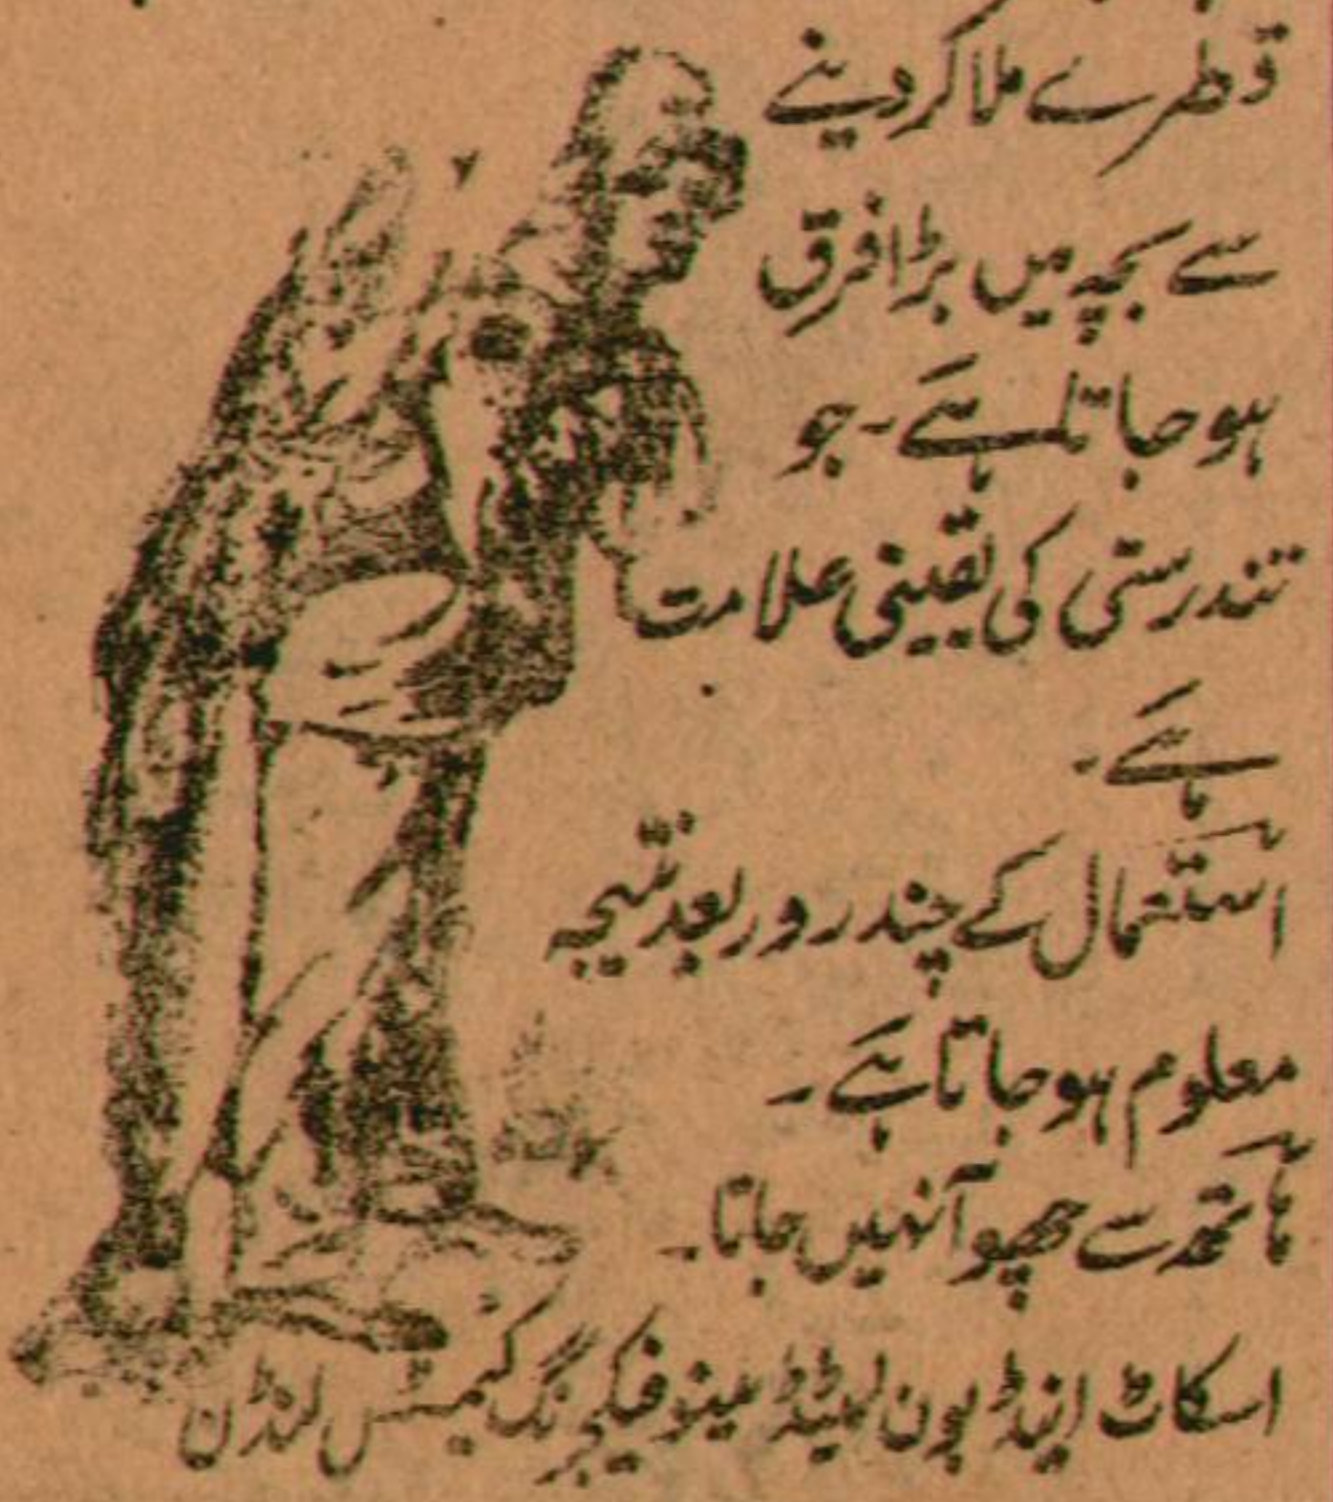 قطرے ملا کر دینے
سے بچہ میں بڑا فرق
ہو جاتا ہے - جو
تندرستی کی یقینی علامت
ہے -
استعمال کے چند روز بعد نتیجہ
معلوم ہو جاتا ہے -
ہاتھ سے چھوآ نہیں جاتا -
اسکاٹ اینڈ بون لمیٹڈ مینوفیکچرنگ کیمسٹس لنڈن